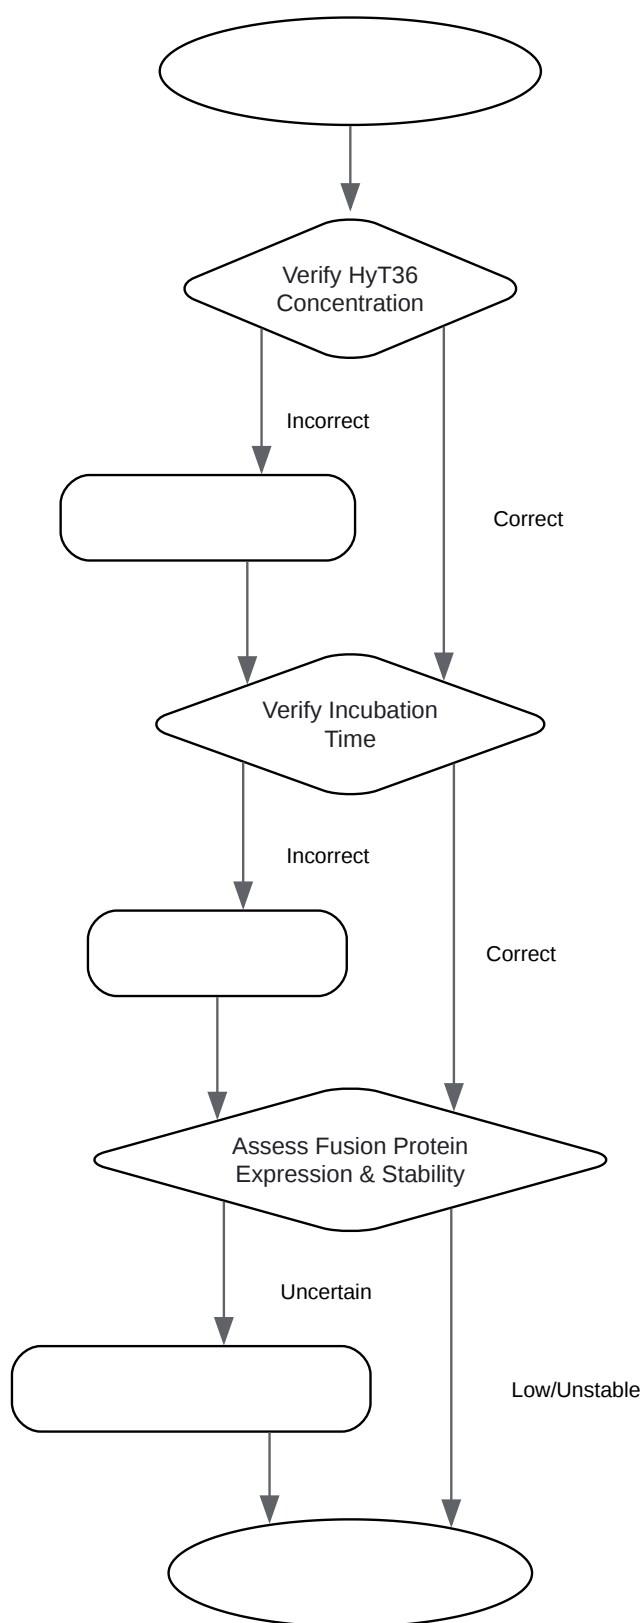 Verify HyT36
Concentration
Incorrect
Correct
Verify Incubation
Time
Incorrect
Correct
Assess Fusion Protein
Expression & Stability
Uncertain
Low/Unstable